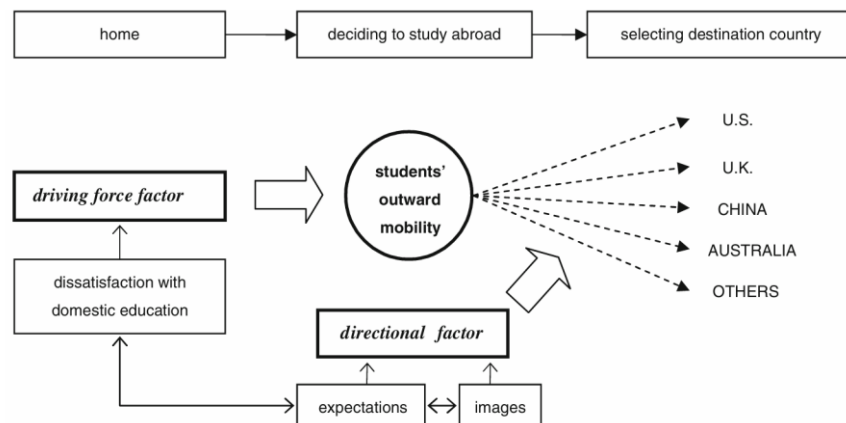 home
deciding to study abroad
selecting destination country
U.S.
students'
outward
mobility
U.K.
driving force factor
CHINA
AUSTRALIA
dissatisfaction with
domestic education
OTHERS
directional factor
expectations
images